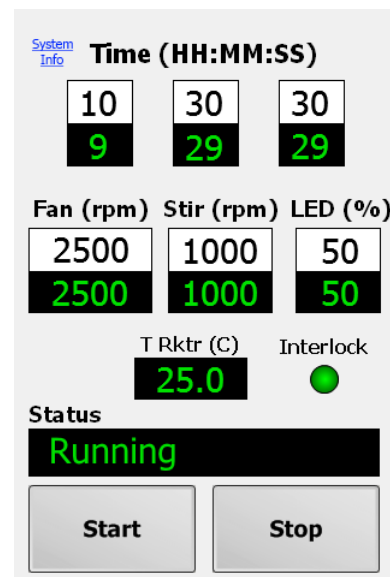 System
Info
Time (HH:MM:SS)
10 30 30
9 29 29
Fan (rpm) Stir (rpm) LED (%)
2500 1000 50
2500 1000 50
T Rktr (C) Interlock
25.0
Status
Running
Start Stop